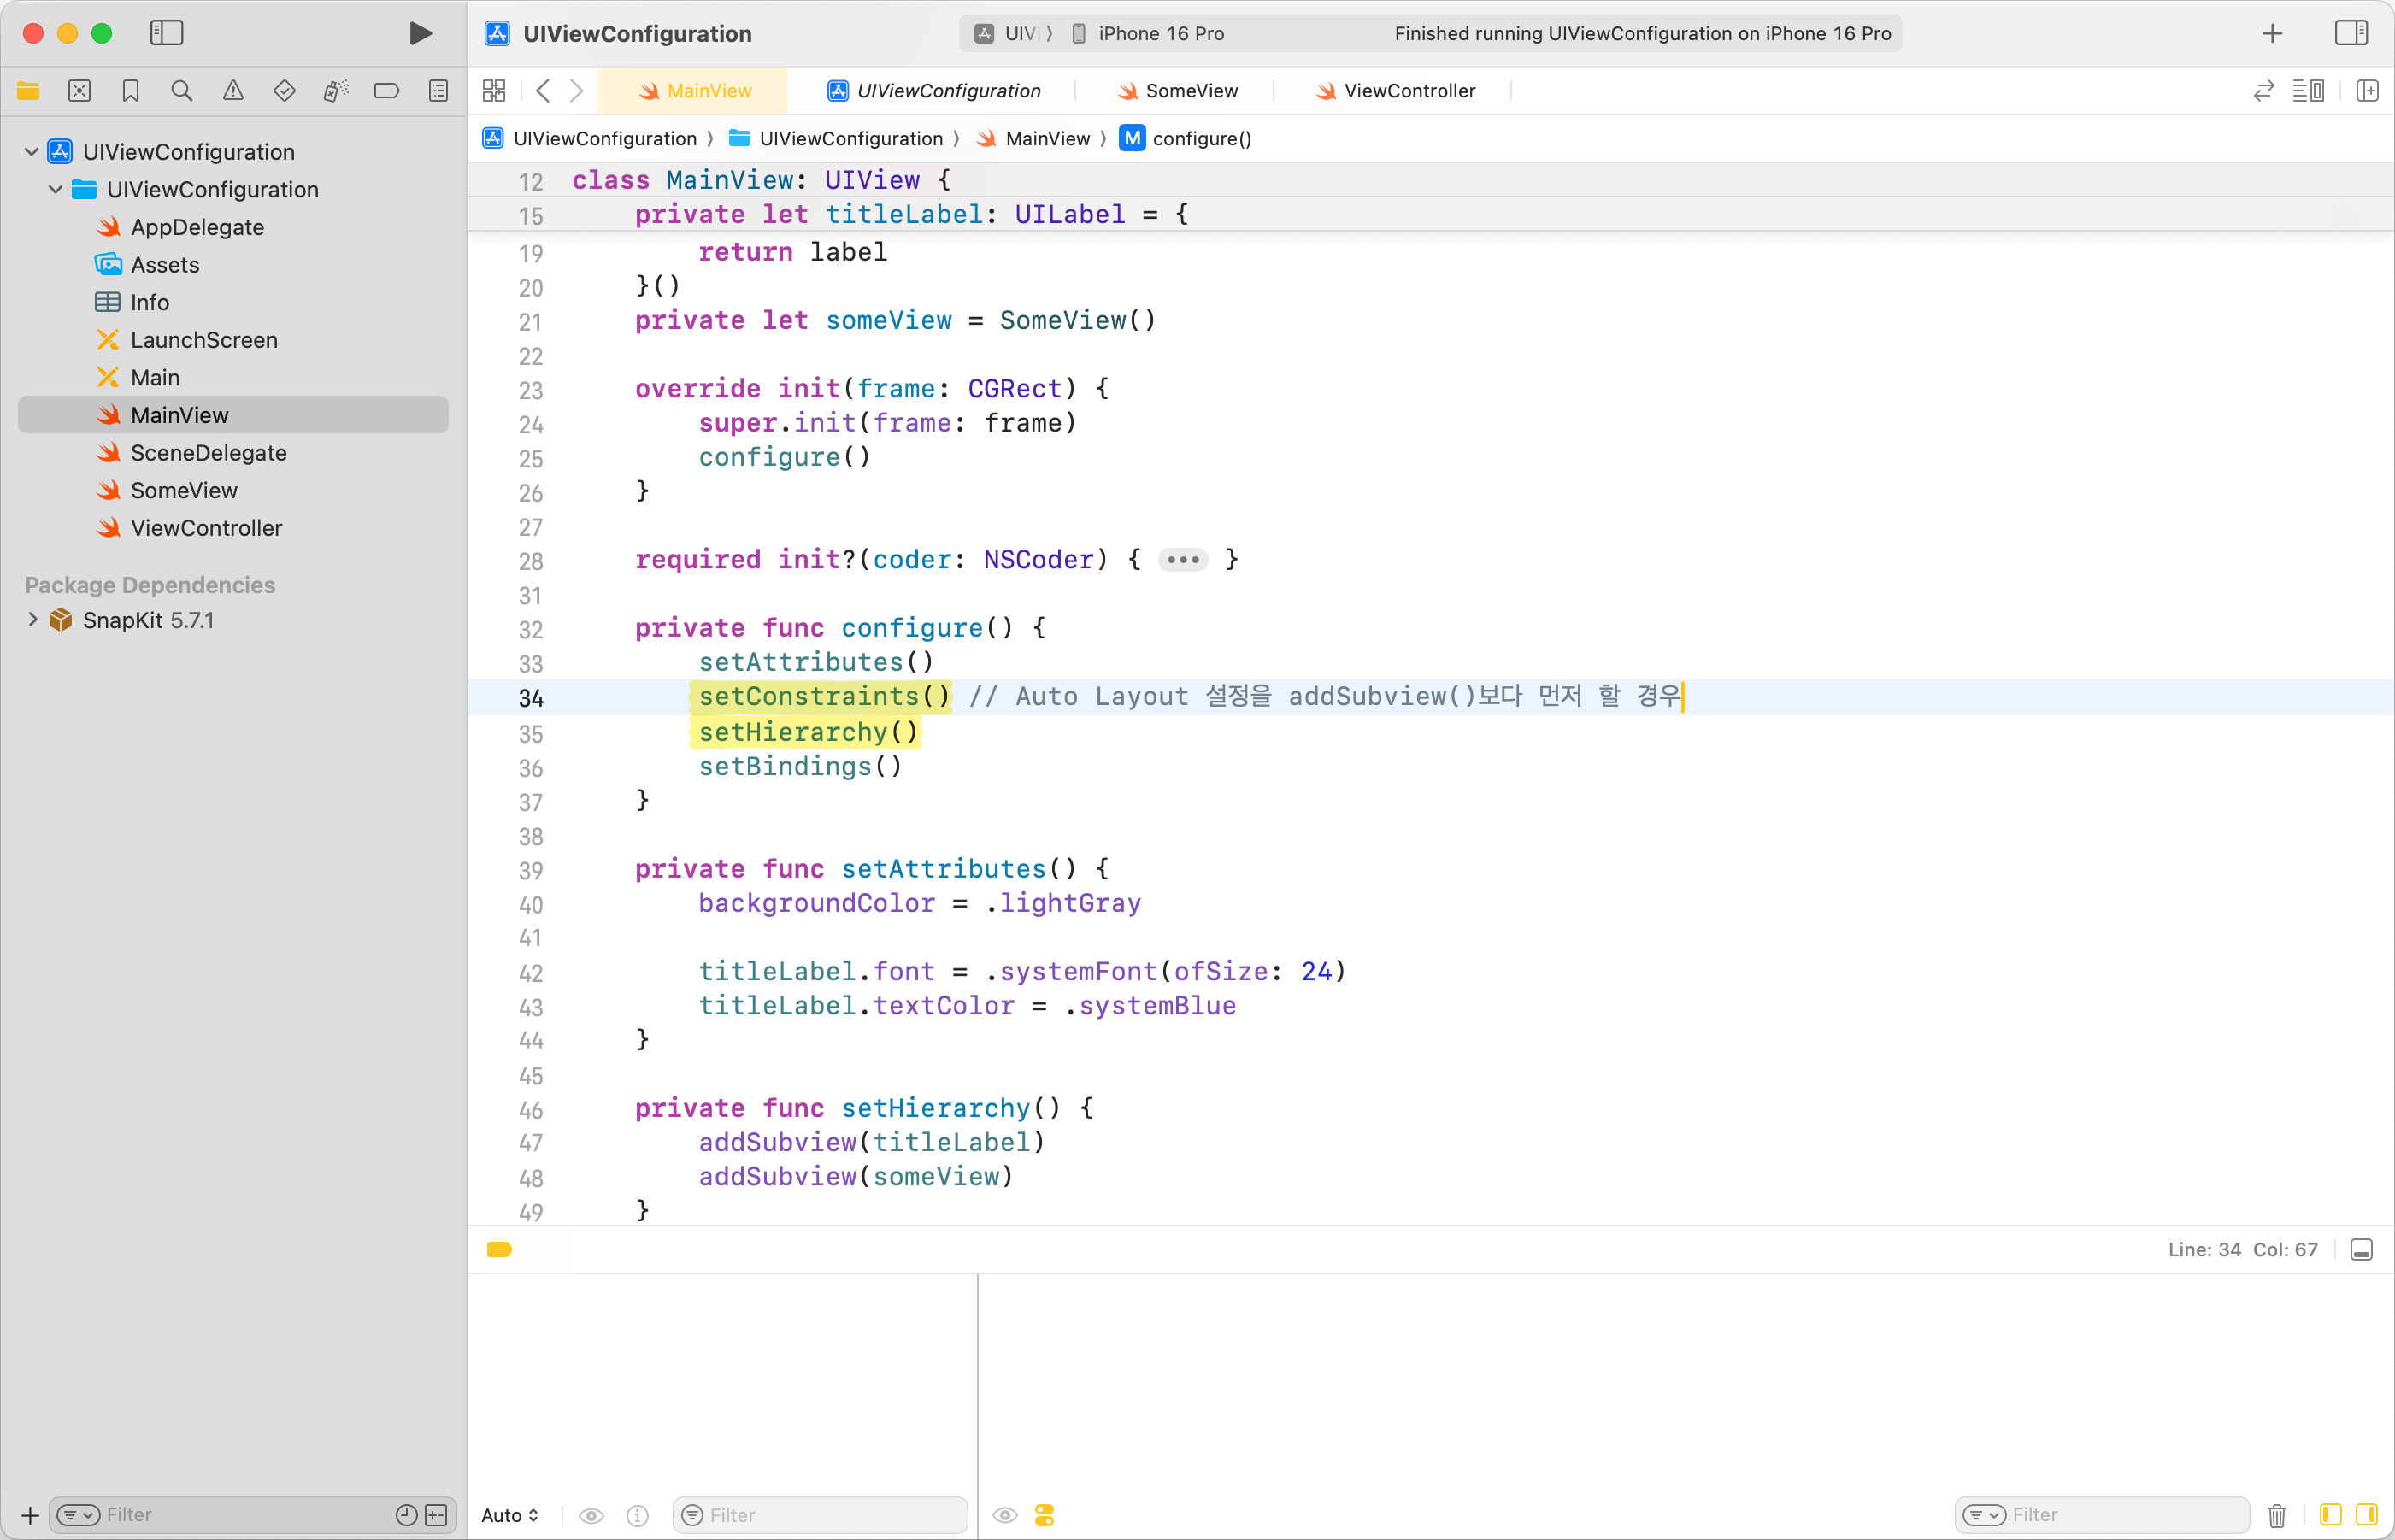 UIViewConfiguration
UIVi
iPhone 16 Pro
Finished running UIViewConfiguration on iPhone 16 Pro
MainView
UIViewConfiguration
SomeView
ViewController
UIViewConfiguration
UIViewConfiguration
AppDelegate
Assets
Info
LaunchScreen
Main
MainView
SceneDelegate
SomeView
ViewController
Package Dependencies
SnapKit 5.7.1
Filter
UIViewConfiguration 〉 UIViewConfiguration 〉 MainView 〉 M configure()
12 class MainView: UIView {
15 private let titleLabel: UILabel = {
19 return label
20 }()
21 private let someView = SomeView()
22
23 override init(frame: CGRect) {
24 super.init(frame: frame)
25 configure()
26 }
27
28 required init?(coder: NSCoder) { ••• }
31
32 private func configure() {
33 setAttributes()
34 setConstraints() // Auto Layout 설정을 addSubview()보다 먼저 할 경우
35 setHierarchy()
36 setBindings()
37 }
38
39 private func setAttributes() {
40 backgroundColor = .lightGray
41
42 titleLabel.font = .systemFont(ofSize: 24)
43 titleLabel.textColor = .systemBlue
44 }
45
46 private func setHierarchy() {
47 addSubview(titleLabel)
48 addSubview(someView)
49 }
Line: 34 Col: 67
Auto
Filter
Filter